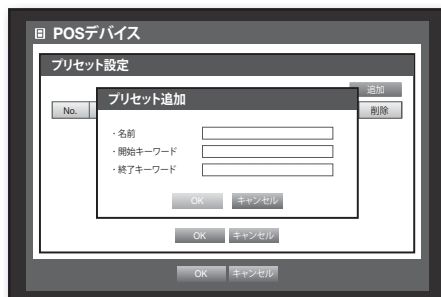 POSデバイス
プリセット設定
追加
No.
削除
プリセット追加
・名前
・開始キーワード
・終了キーワード
OK キャンセル
OK キャンセル
OK キャンセル